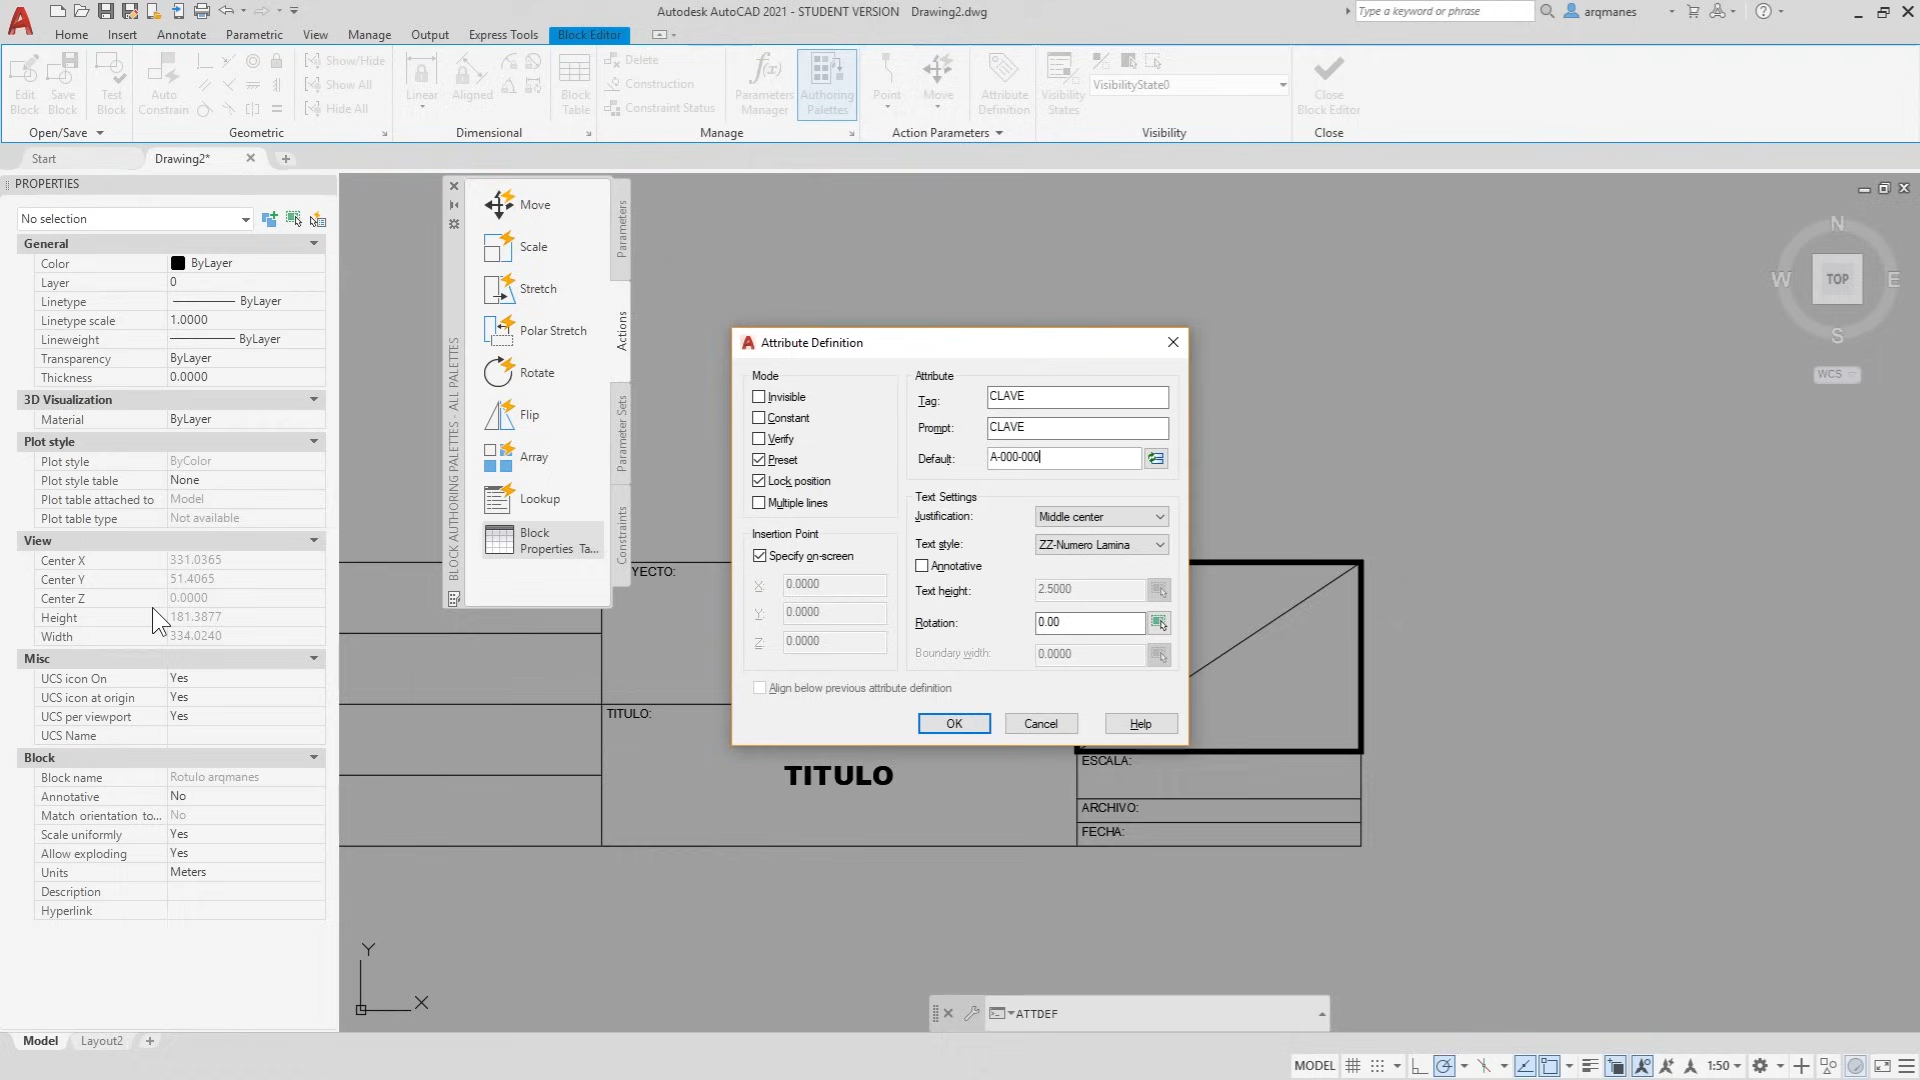 Autodesk AutoCAD 2021 - STUDENT VERSION Drawing2.dwg
Type a keyword or phrase
arqmanes
Home Insert Annotate Parametric View Manage Output Express Tools Block Editor
Edit Block
Save Block
Test Block
Auto Constrain
Show/Hide
Show All
Hide All
Linear
Aligned
Block Table
Delete
Construction
Constraint Status
Parameters Manager
Authoring Palettes
Point
Move
Attribute Definition
Visibility States
VisibilityState0
Close Block Editor
Open/Save Geometric Dimensional Manage Action Parameters Visibility Close
Start Drawing2*
PROPERTIES
No selection
General
Color ByLayer
Layer 0
Linetype ByLayer
Linetype scale 1.0000
Lineweight ByLayer
Transparency ByLayer
Thickness 0.0000
3D Visualization
Material ByLayer
Plot style
Plot style ByColor
Plot style table None
Plot table attached to Model
Plot table type Not available
View
Center X 331.0365
Center Y 51.4065
Center Z 0.0000
Height 181.3877
Width 334.0240
Misc
UCS icon On Yes
UCS icon at origin Yes
UCS per viewport Yes
UCS Name
Block
Block name Rotulo arqmanes
Annotative No
Match orientation to... No
Scale uniformly Yes
Allow exploding Yes
Units Meters
Description
Hyperlink
BLOCK AUTHORING PALETTES - ALL PALETTES
Move
Scale
Stretch
Polar Stretch
Rotate
Flip
Array
Lookup
Block Properties Ta...
Parameters
Actions
Parameter Sets
Constraints
Attribute Definition
Mode
Invisible
Constant
Verify
Preset
Lock position
Multiple lines
Insertion Point
Specify on-screen
X: 0.0000
Y: 0.0000
Z: 0.0000
Align below previous attribute definition
Attribute
Tag: CLAVE
Prompt: CLAVE
Default: A-000-000
Text Settings
Justification: Middle center
Text style: ZZ-Numero Lamina
Annotative
Text height: 2.5000
Rotation: 0.00
Boundary width: 0.0000
OK Cancel Help
YECTO:
TITULO:
TITULO
ESCALA:
ARCHIVO:
FECHA:
N
W TOP E
S
WCS
Y
X
ATTDEF
Model Layout2
MODEL 1:50